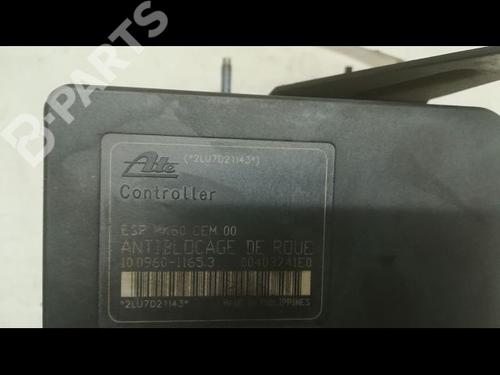 B-PARTS
Ate (*2LU7D21143*)
Controller
ESP MK60 OEM 00
ANTIBLOCAGE DE ROUE
10.0960-1165.3 00403741E0
*2LU7D21143* MADE IN PHILIPPINES